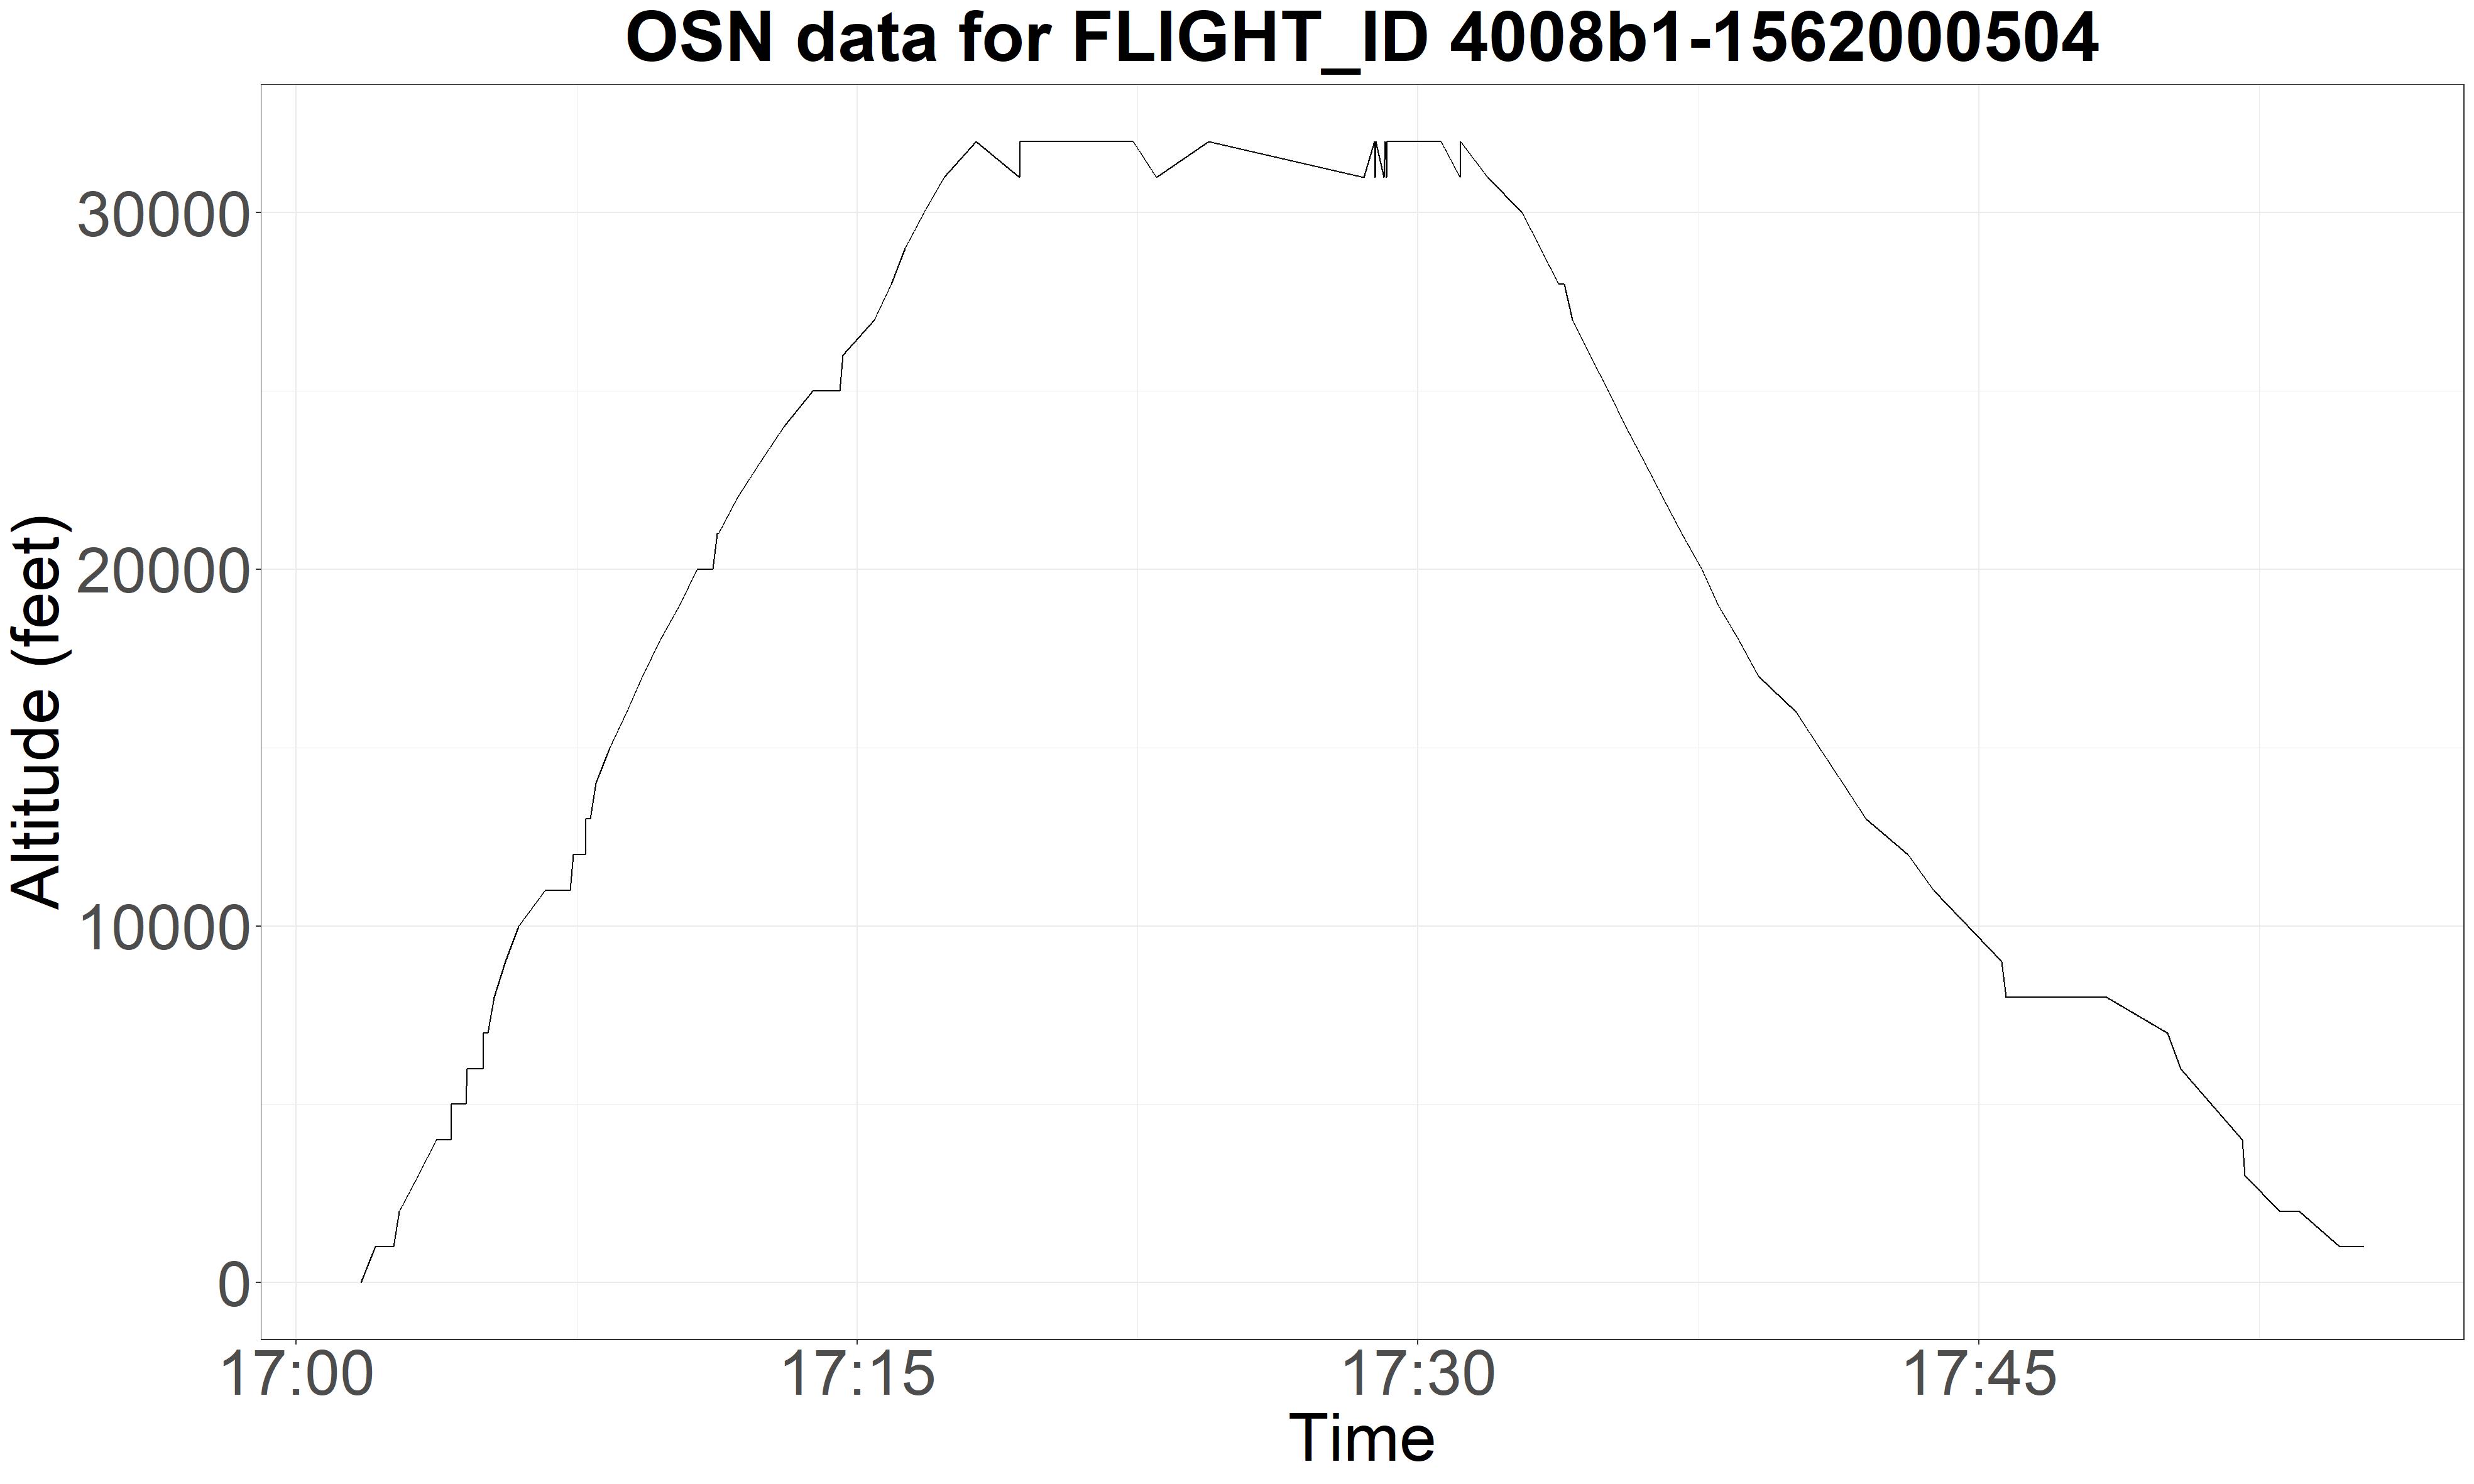 OSN data for FLIGHT_ID 4008b1-1562000504
Altitude (feet)
30000
20000
10000
0
17:00 17:15 17:30 17:45
Time